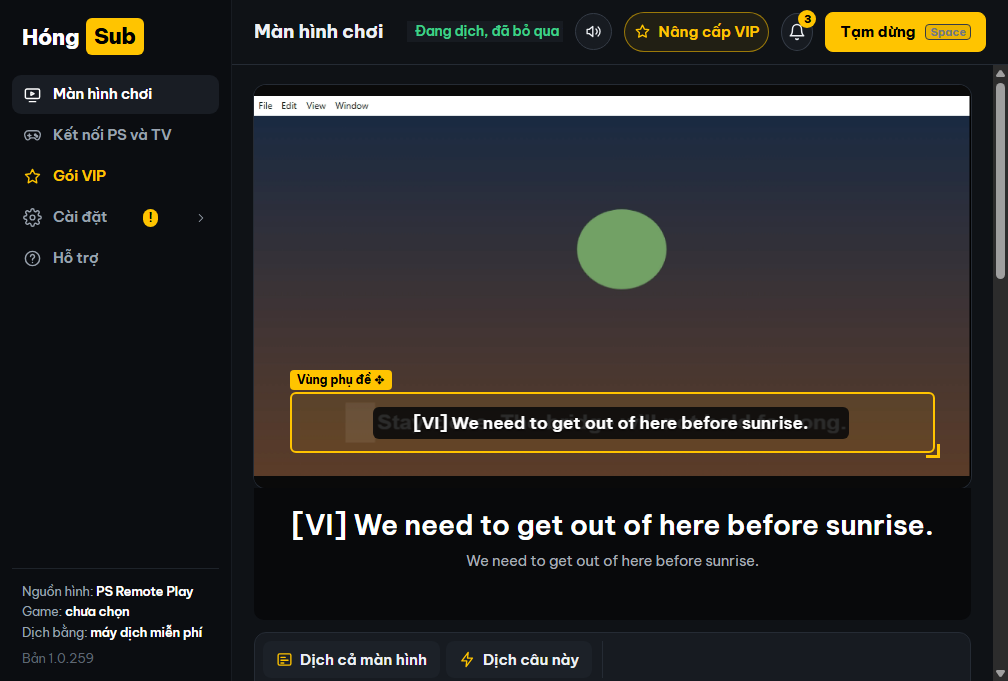 Hóng Sub
Màn hình chơi
Kết nối PS và TV
Gói VIP
Cài đặt !
Hỗ trợ
Nguồn hình: PS Remote Play
Game: chưa chọn
Dịch bằng: máy dịch miễn phí
Bản 1.0.259
Màn hình chơi
Đang dịch, đã bỏ qua
Nâng cấp VIP
3
Tạm dừng Space
File Edit View Window
Vùng phụ đề
[VI] We need to get out of here before sunrise.
[VI] We need to get out of here before sunrise.
We need to get out of here before sunrise.
Dịch cả màn hình
Dịch câu này